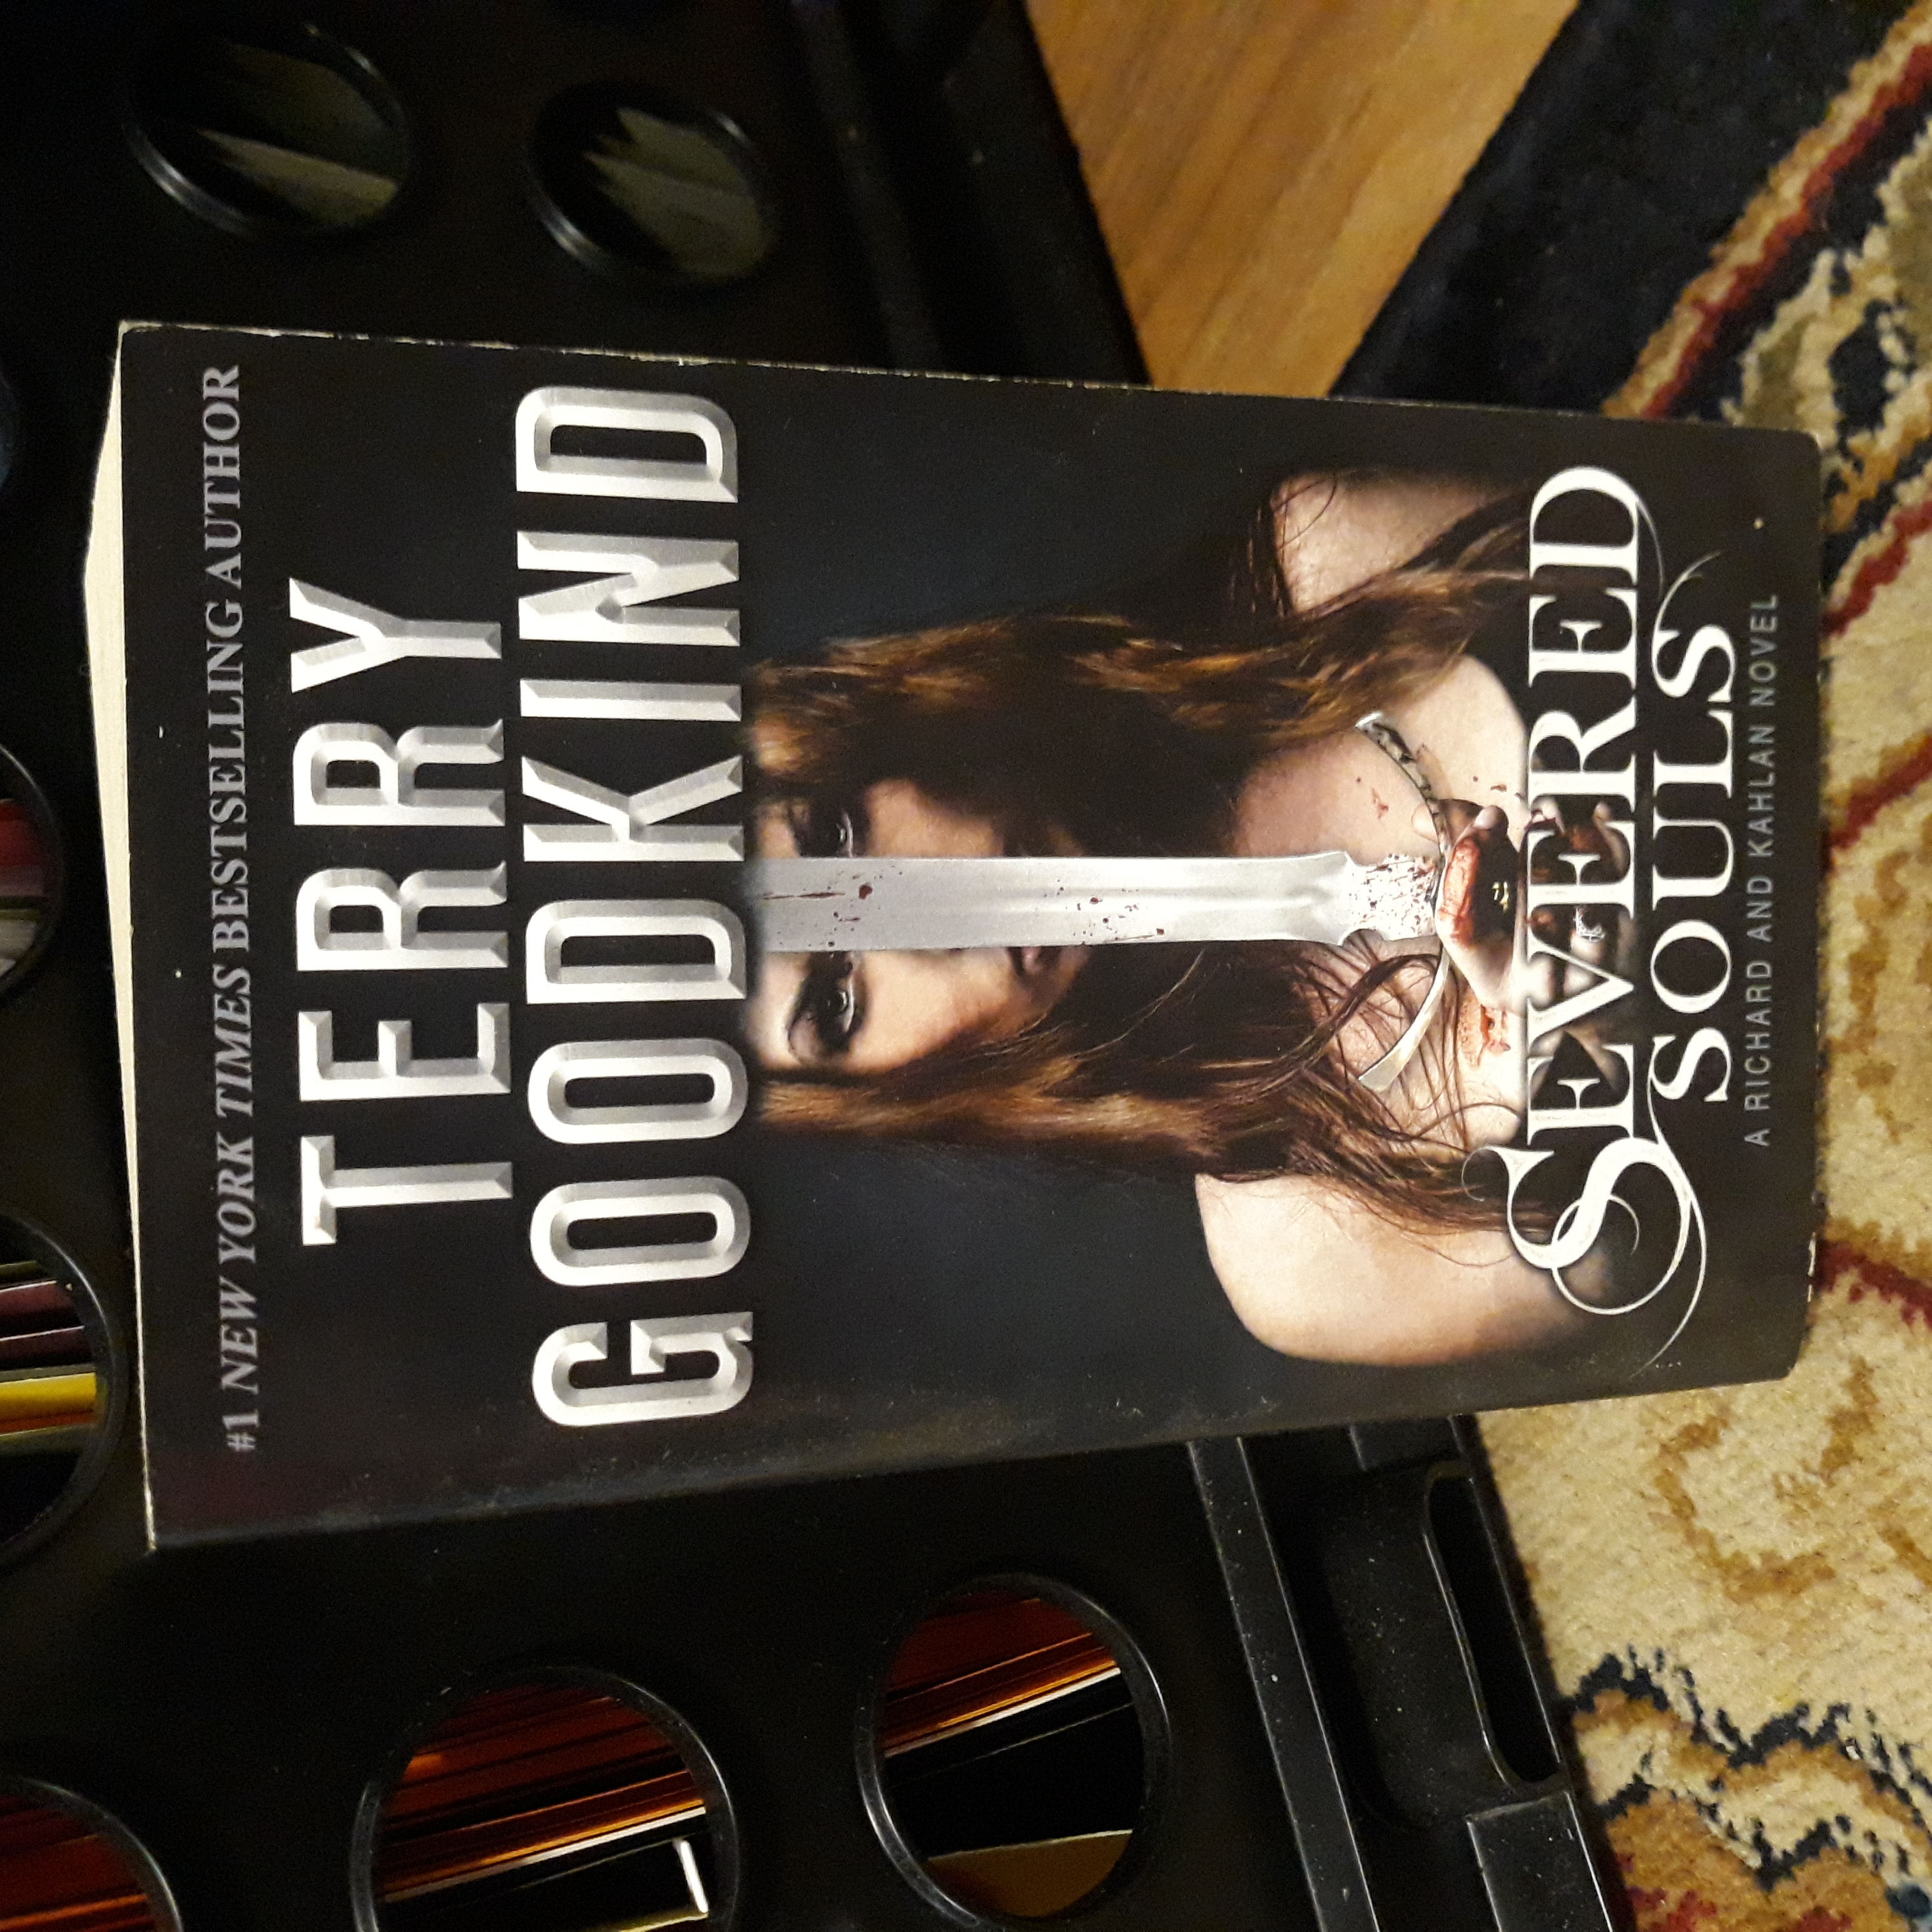 #1 NEW YORK TIMES BESTSELLING AUTHOR
TERRY
GOODKIND
SEVERED
SOULS
A RICHARD AND KAHLAN NOVEL